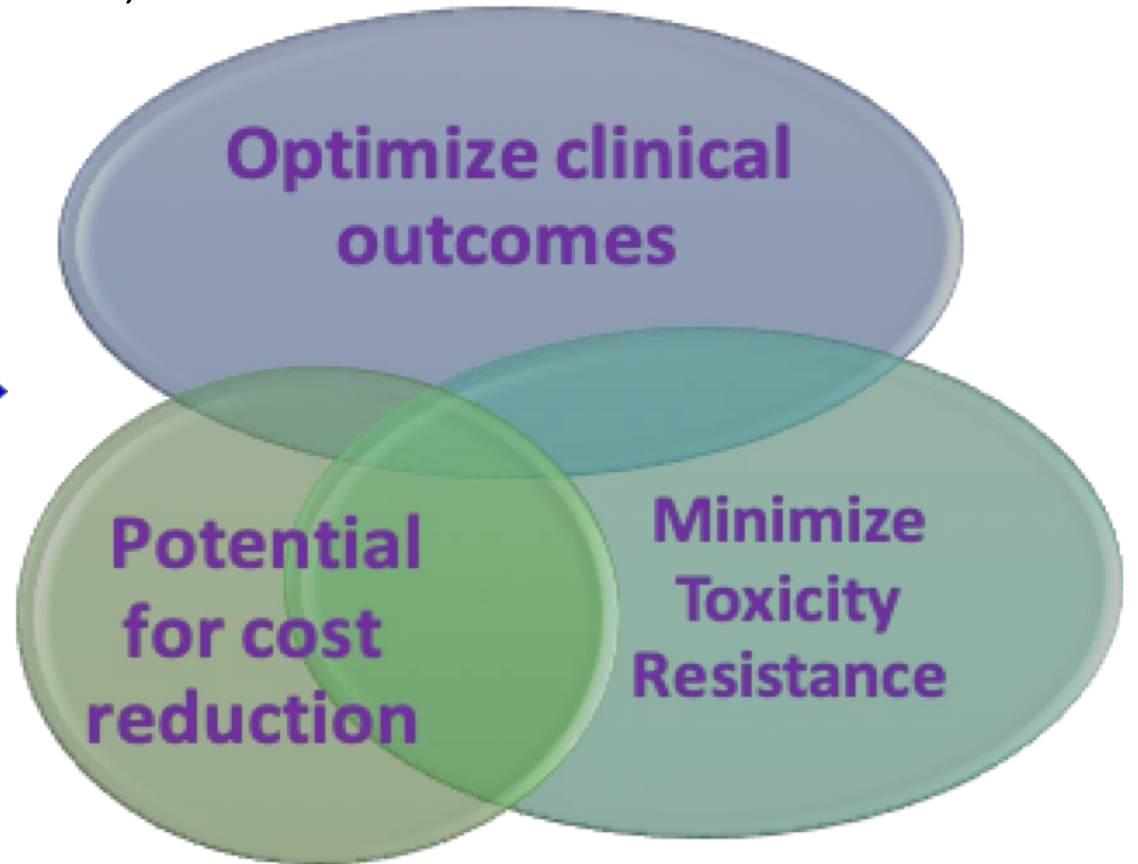 Optimize clinical
outcomes
Potential
for cost
reduction
Minimize
Toxicity
Resistance